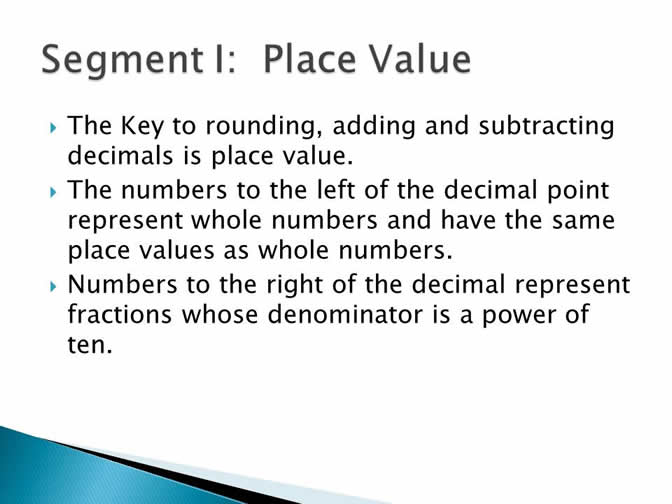 Segment I:  Place Value
The Key to rounding, adding and subtracting
decimals is place value.
The numbers to the left of the decimal point
represent whole numbers and have the same
place values as whole numbers.
Numbers to the right of the decimal represent
fractions whose denominator is a power of
ten.